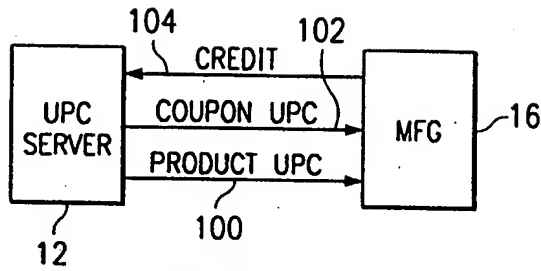 104
CREDIT
102
COUPON UPC
UPC
SERVER
MFG
16
PRODUCT UPC
100
12